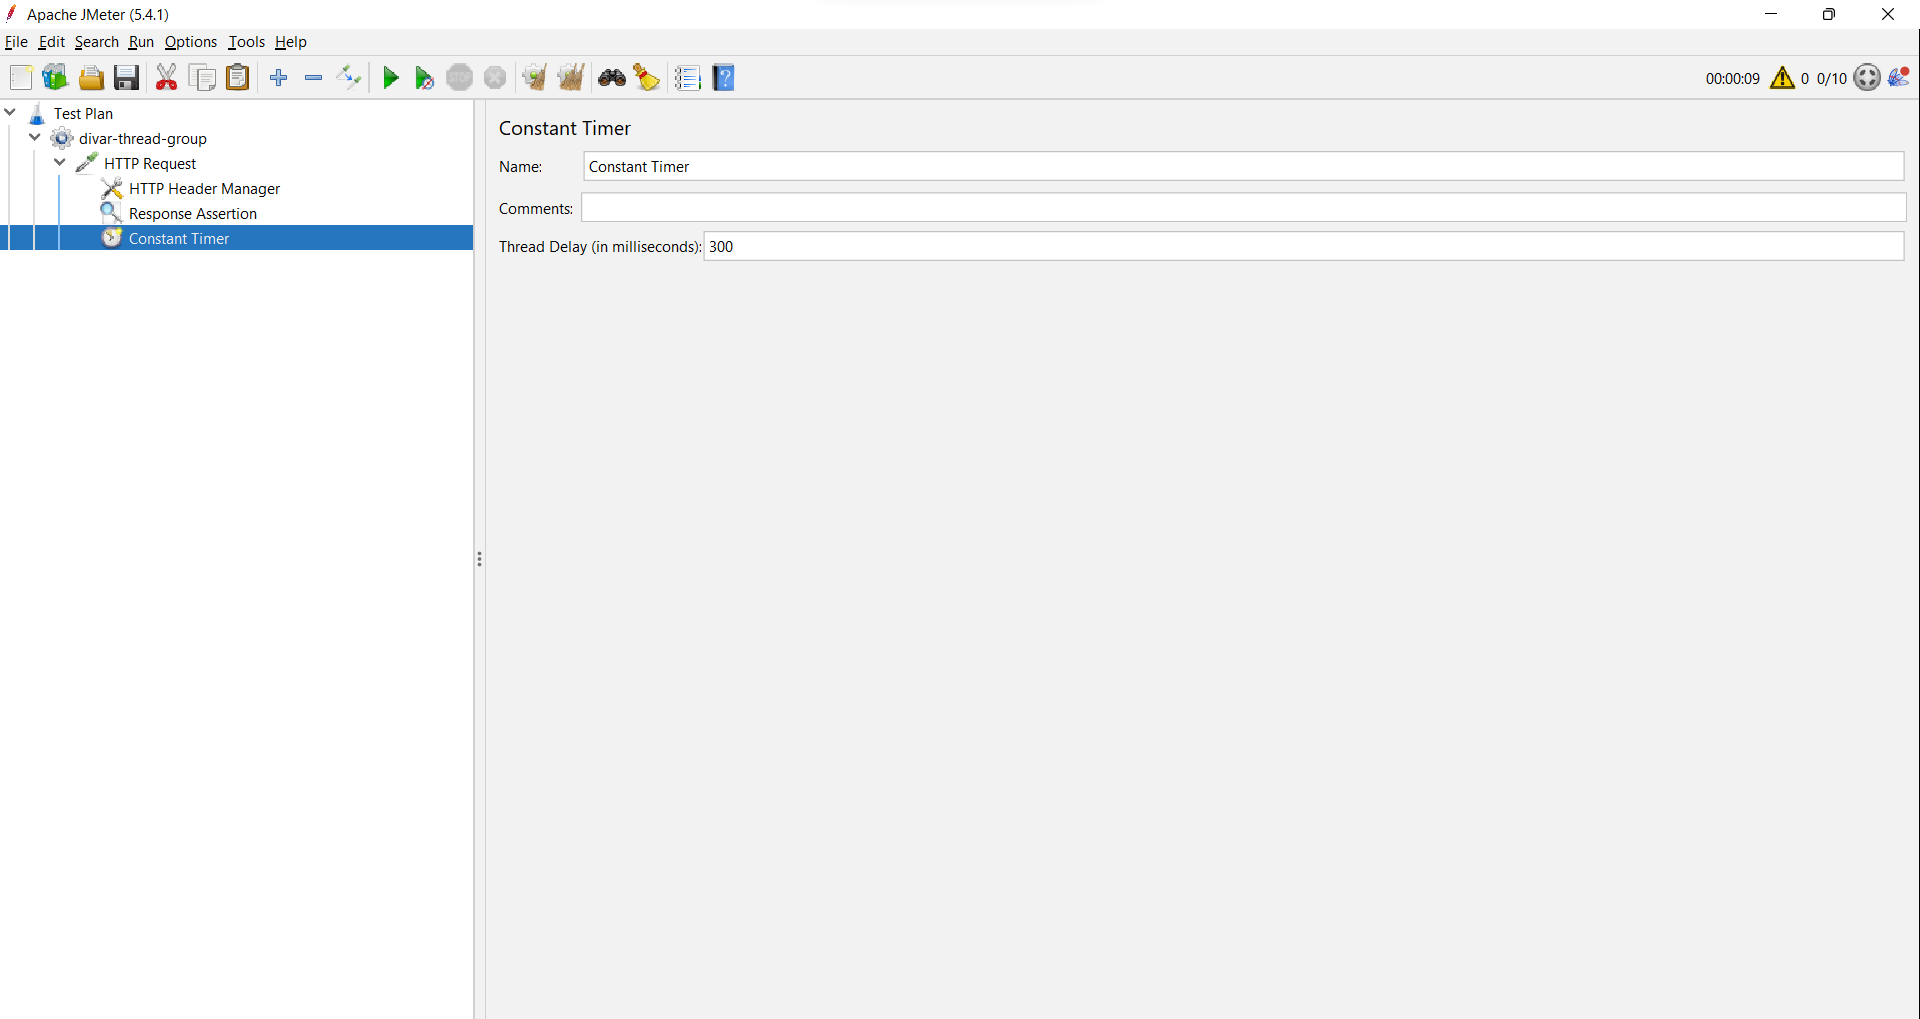 Apache JMeter (5.4.1)
File Edit Search Run Options Tools Help
STOP
00:00:09 0 0/10
Test Plan
divar-thread-group
HTTP Request
HTTP Header Manager
Response Assertion
Constant Timer
Constant Timer
Name: Constant Timer
Comments:
Thread Delay (in milliseconds): 300